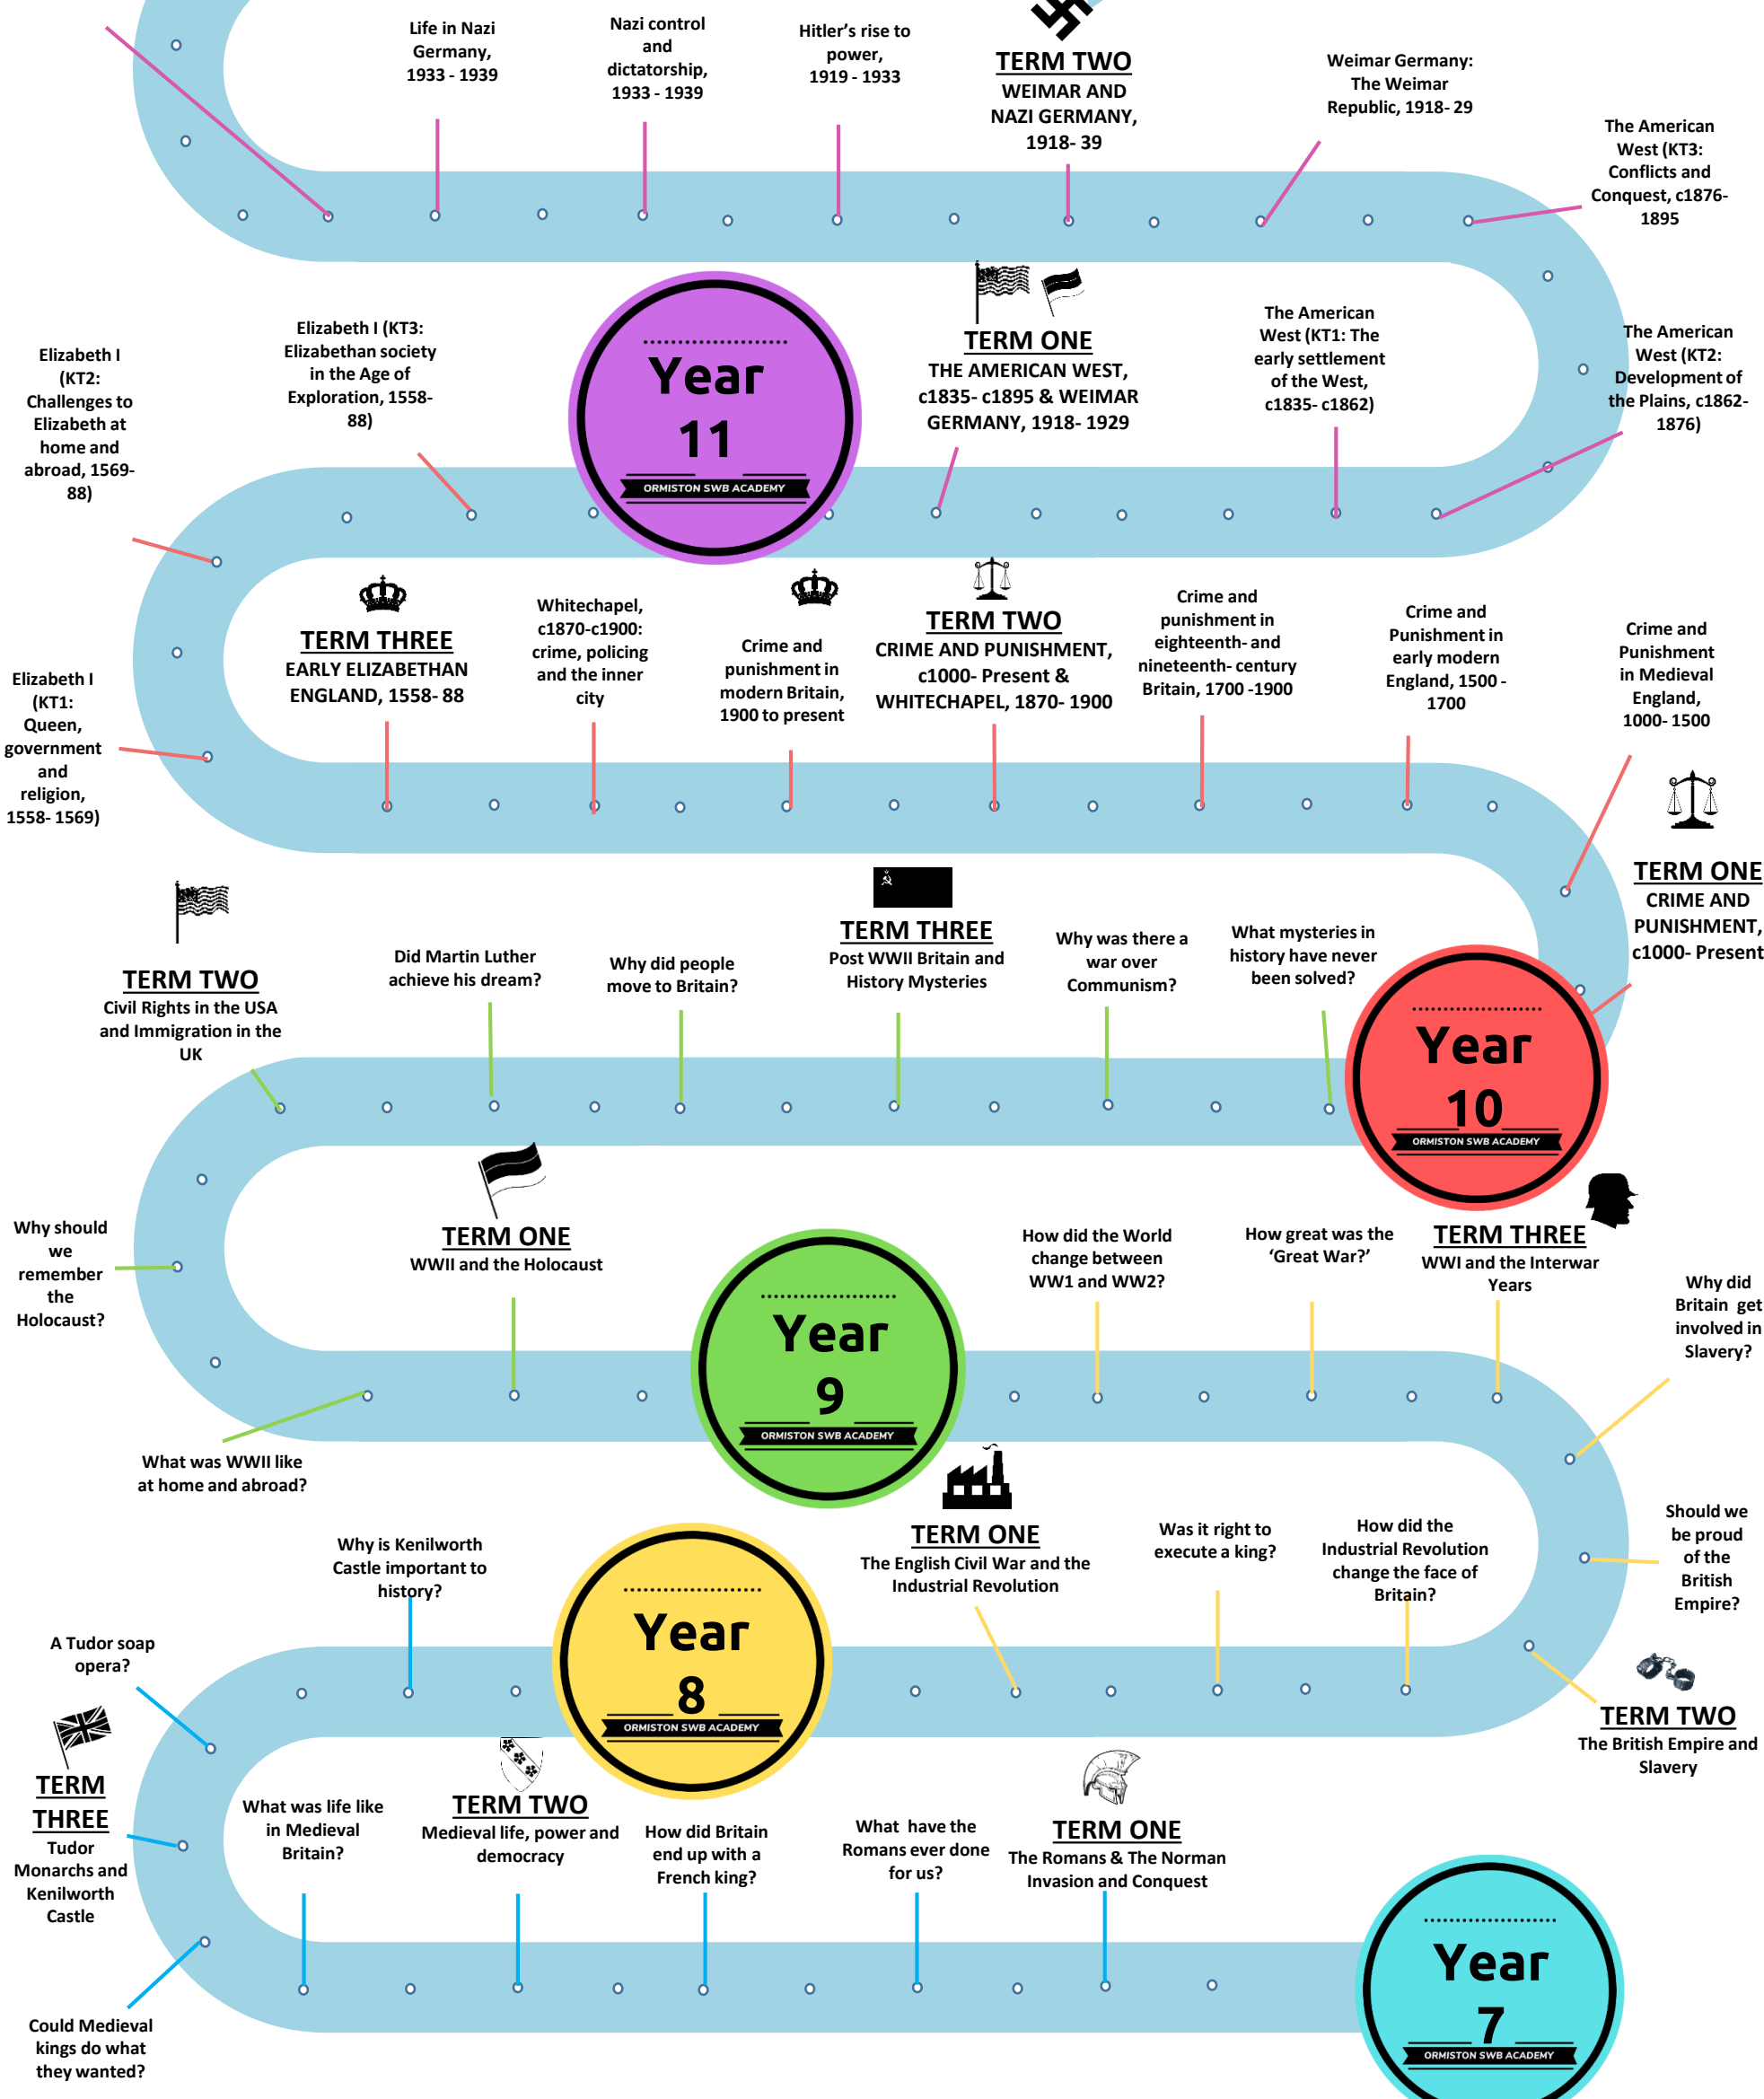 Life in Nazi
Germany,
1933 - 1939
Nazi control
and
dictatorship,
1933 - 1939
Hitler's rise to
power,
1919 - 1933
TERM TWO
WEIMAR AND
NAZI GERMANY,
1918- 39
Weimar Germany:
The Weimar
Republic, 1918- 29
The American
West (KT3:
Conflicts and
Conquest, c1876-
1895
Elizabeth I
(KT2:
Challenges to
Elizabeth at
home and
abroad, 1569-
88)
Elizabeth I (KT3:
Elizabethan society
in the Age of
Exploration, 1558-
88)
Year
11
ORMISTON SWB ACADEMY
TERM ONE
THE AMERICAN WEST,
c1835- c1895 & WEIMAR
GERMANY, 1918- 1929
The American
West (KT1: The
early settlement
of the West,
c1835- c1862)
The American
West (KT2:
Development of
the Plains, c1862-
1876)
Elizabeth I
(KT1:
Queen,
government
and
religion,
1558- 1569)
TERM THREE
EARLY ELIZABETHAN
ENGLAND, 1558- 88
Whitechapel,
c1870-c1900:
crime, policing
and the inner
city
Crime and
punishment in
modern Britain,
1900 to present
TERM TWO
CRIME AND PUNISHMENT,
c1000- Present &
WHITECHAPEL, 1870- 1900
Crime and
punishment in
eighteenth- and
nineteenth- century
Britain, 1700 -1900
Crime and
Punishment in
early modern
England, 1500 -
1700
Crime and
Punishment
in Medieval
England,
1000- 1500
TERM ONE
CRIME AND
PUNISHMENT,
c1000- Present
TERM TWO
Civil Rights in the USA
and Immigration in the
UK
Did Martin Luther
achieve his dream?
Why did people
move to Britain?
TERM THREE
Post WWII Britain and
History Mysteries
Why was there a
war over
Communism?
What mysteries in
history have never
been solved?
Year
10
ORMISTON SWB ACADEMY
Why should
we
remember
the
Holocaust?
TERM ONE
WWII and the Holocaust
Year
9
ORMISTON SWB ACADEMY
How did the World
change between
WW1 and WW2?
How great was the
‘Great War?’
TERM THREE
WWI and the Interwar
Years
Why did
Britain get
involved in
Slavery?
What was WWII like
at home and abroad?
Why is Kenilworth
Castle important to
history?
Year
8
ORMISTON SWB ACADEMY
TERM ONE
The English Civil War and the
Industrial Revolution
Was it right to
execute a king?
How did the
Industrial Revolution
change the face of
Britain?
Should we
be proud
of the
British
Empire?
A Tudor soap
opera?
TERM TWO
The British Empire and
Slavery
TERM
THREE
Tudor
Monarchs and
Kenilworth
Castle
What was life like
in Medieval
Britain?
TERM TWO
Medieval life, power and
democracy
How did Britain
end up with a
French king?
What have the
Romans ever done
for us?
TERM ONE
The Romans & The Norman
Invasion and Conquest
Year
7
ORMISTON SWB ACADEMY
Could Medieval
kings do what
they wanted?